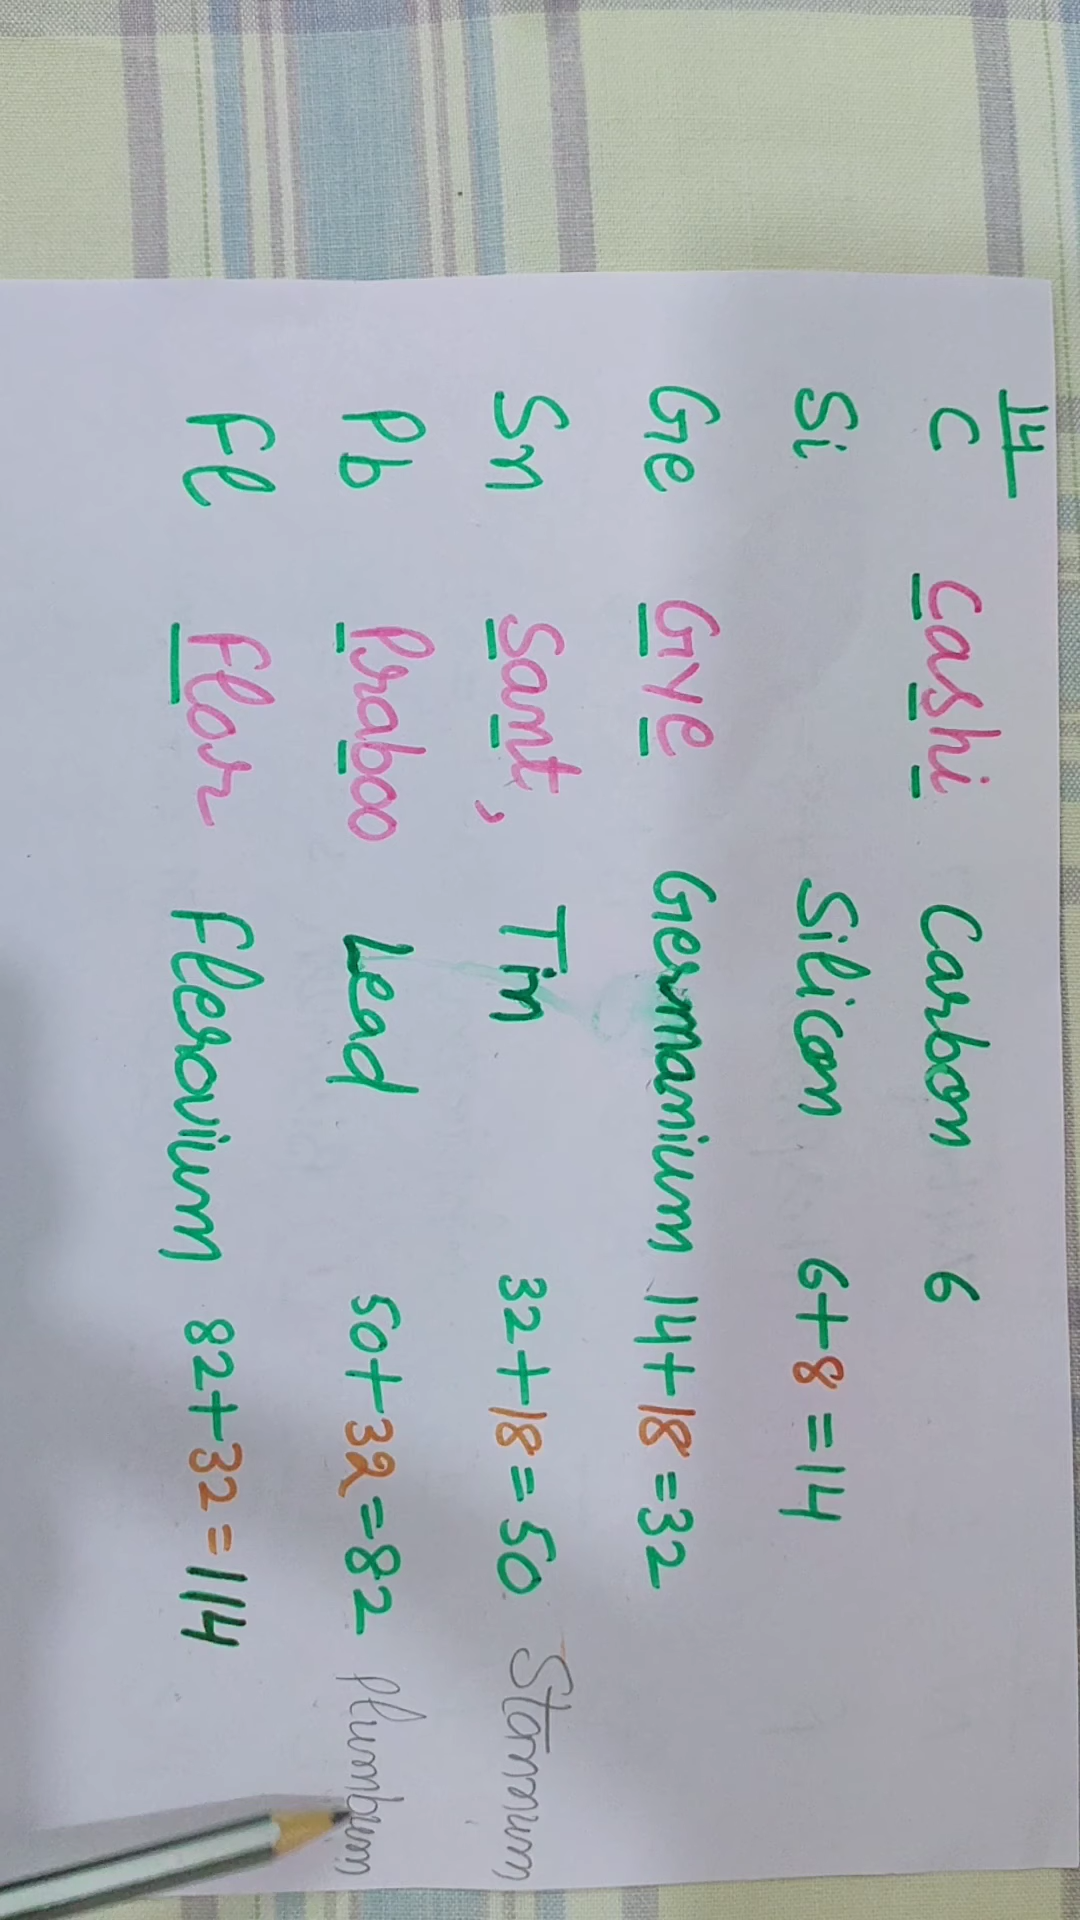 14
C Cashi Carbon 6
Si Silicon 6+8=14
Ge Gye Germanium 14+18=32
Sn Sant, Tin 32+18=50 Stannum
Pb Praboo Lead 50+32=82 Plumbum
Fl Flor Flerovium 82+32=114